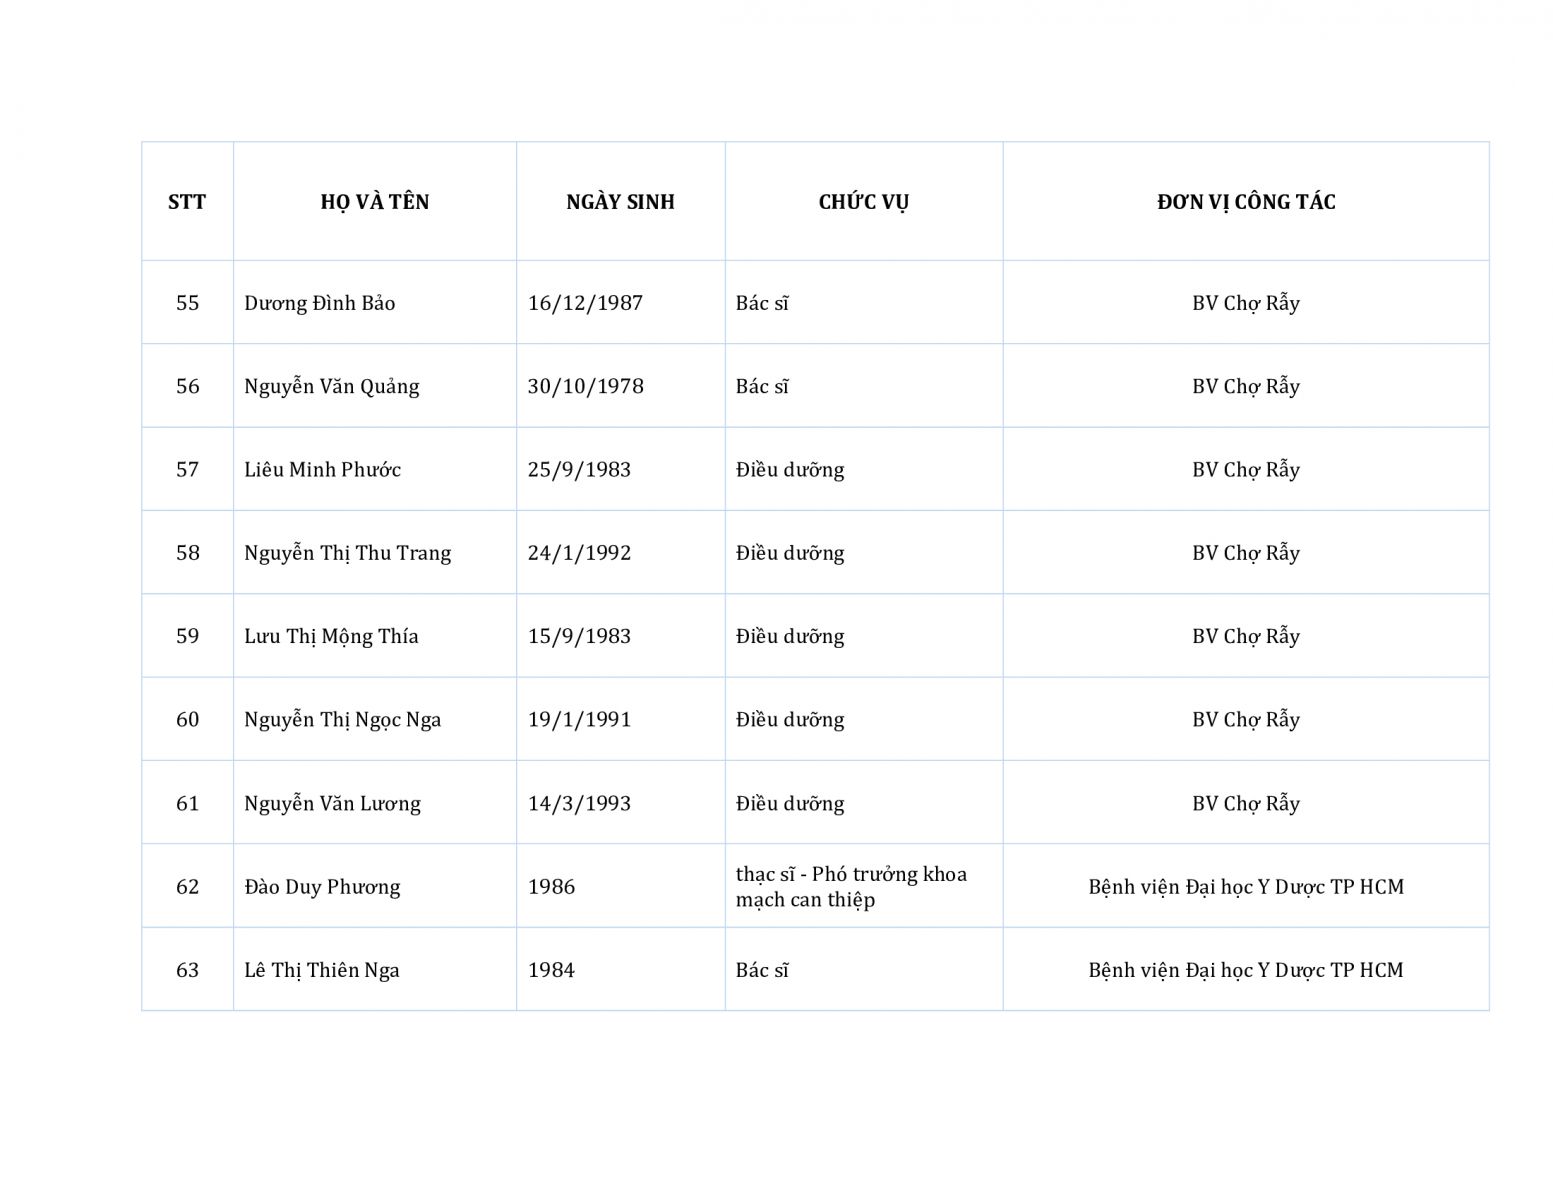 STT HỌ VÀ TÊN NGÀY SINH CHỨC VỤ ĐƠN VỊ CÔNG TÁC
55 Dương Đình Bảo 16/12/1987 Bác sĩ BV Chợ Rẫy
56 Nguyễn Văn Quảng 30/10/1978 Bác sĩ BV Chợ Rẫy
57 Liêu Minh Phước 25/9/1983 Điều dưỡng BV Chợ Rẫy
58 Nguyễn Thị Thu Trang 24/1/1992 Điều dưỡng BV Chợ Rẫy
59 Lưu Thị Mộng Thía 15/9/1983 Điều dưỡng BV Chợ Rẫy
60 Nguyễn Thị Ngọc Nga 19/1/1991 Điều dưỡng BV Chợ Rẫy
61 Nguyễn Văn Lương 14/3/1993 Điều dưỡng BV Chợ Rẫy
62 Đào Duy Phương 1986 thạc sĩ - Phó trưởng khoa
mạch can thiệp Bệnh viện Đại học Y Dược TP HCM
63 Lê Thị Thiên Nga 1984 Bác sĩ Bệnh viện Đại học Y Dược TP HCM